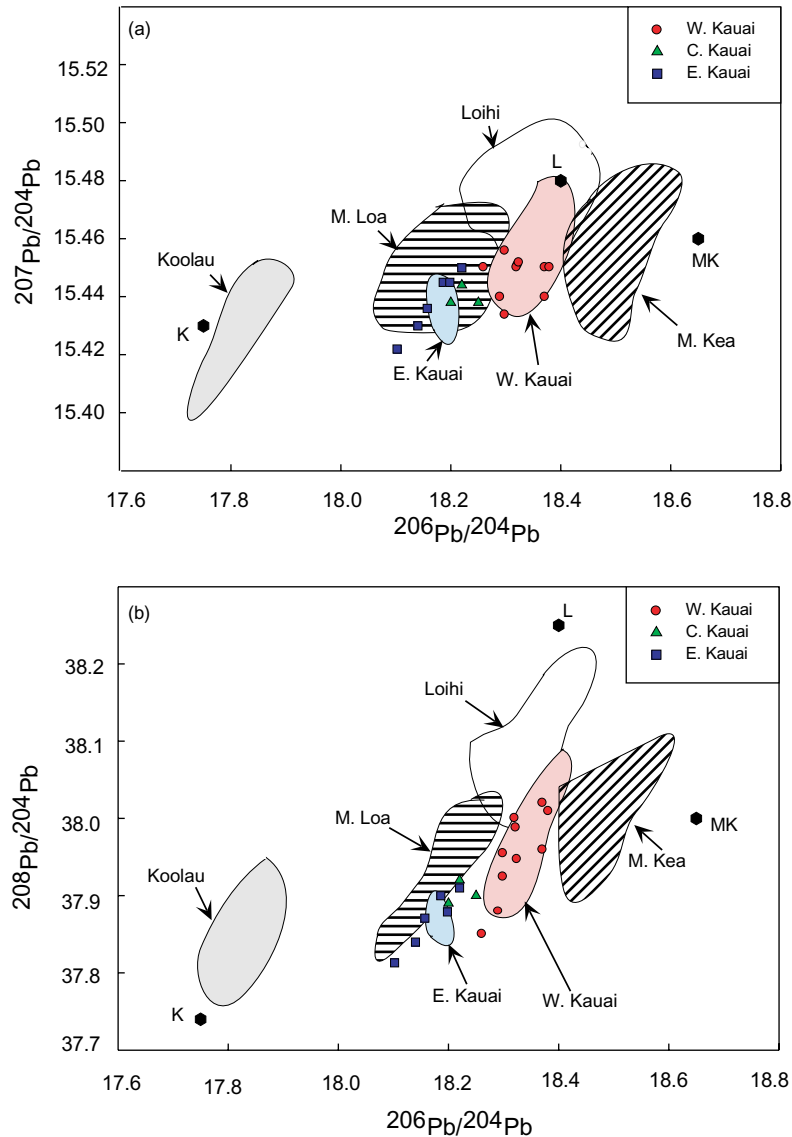 (a)
W. Kauai
C. Kauai
E. Kauai
15.52
15.50
15.48
15.46
15.44
15.42
15.40
207Pb/204Pb
Loihi
L
M. Loa
Koolau
K
MK
M. Kea
E. Kauai
W. Kauai
17.6 17.8 18.0 18.2 18.4 18.6 18.8
206Pb/204Pb
(b)
W. Kauai
C. Kauai
E. Kauai
L
38.2
38.1
38.0
37.9
37.8
37.7
208Pb/204Pb
Loihi
M. Loa
MK
M. Kea
Koolau
K
E. Kauai
W. Kauai
17.6 17.8 18.0 18.2 18.4 18.6 18.8
206Pb/204Pb